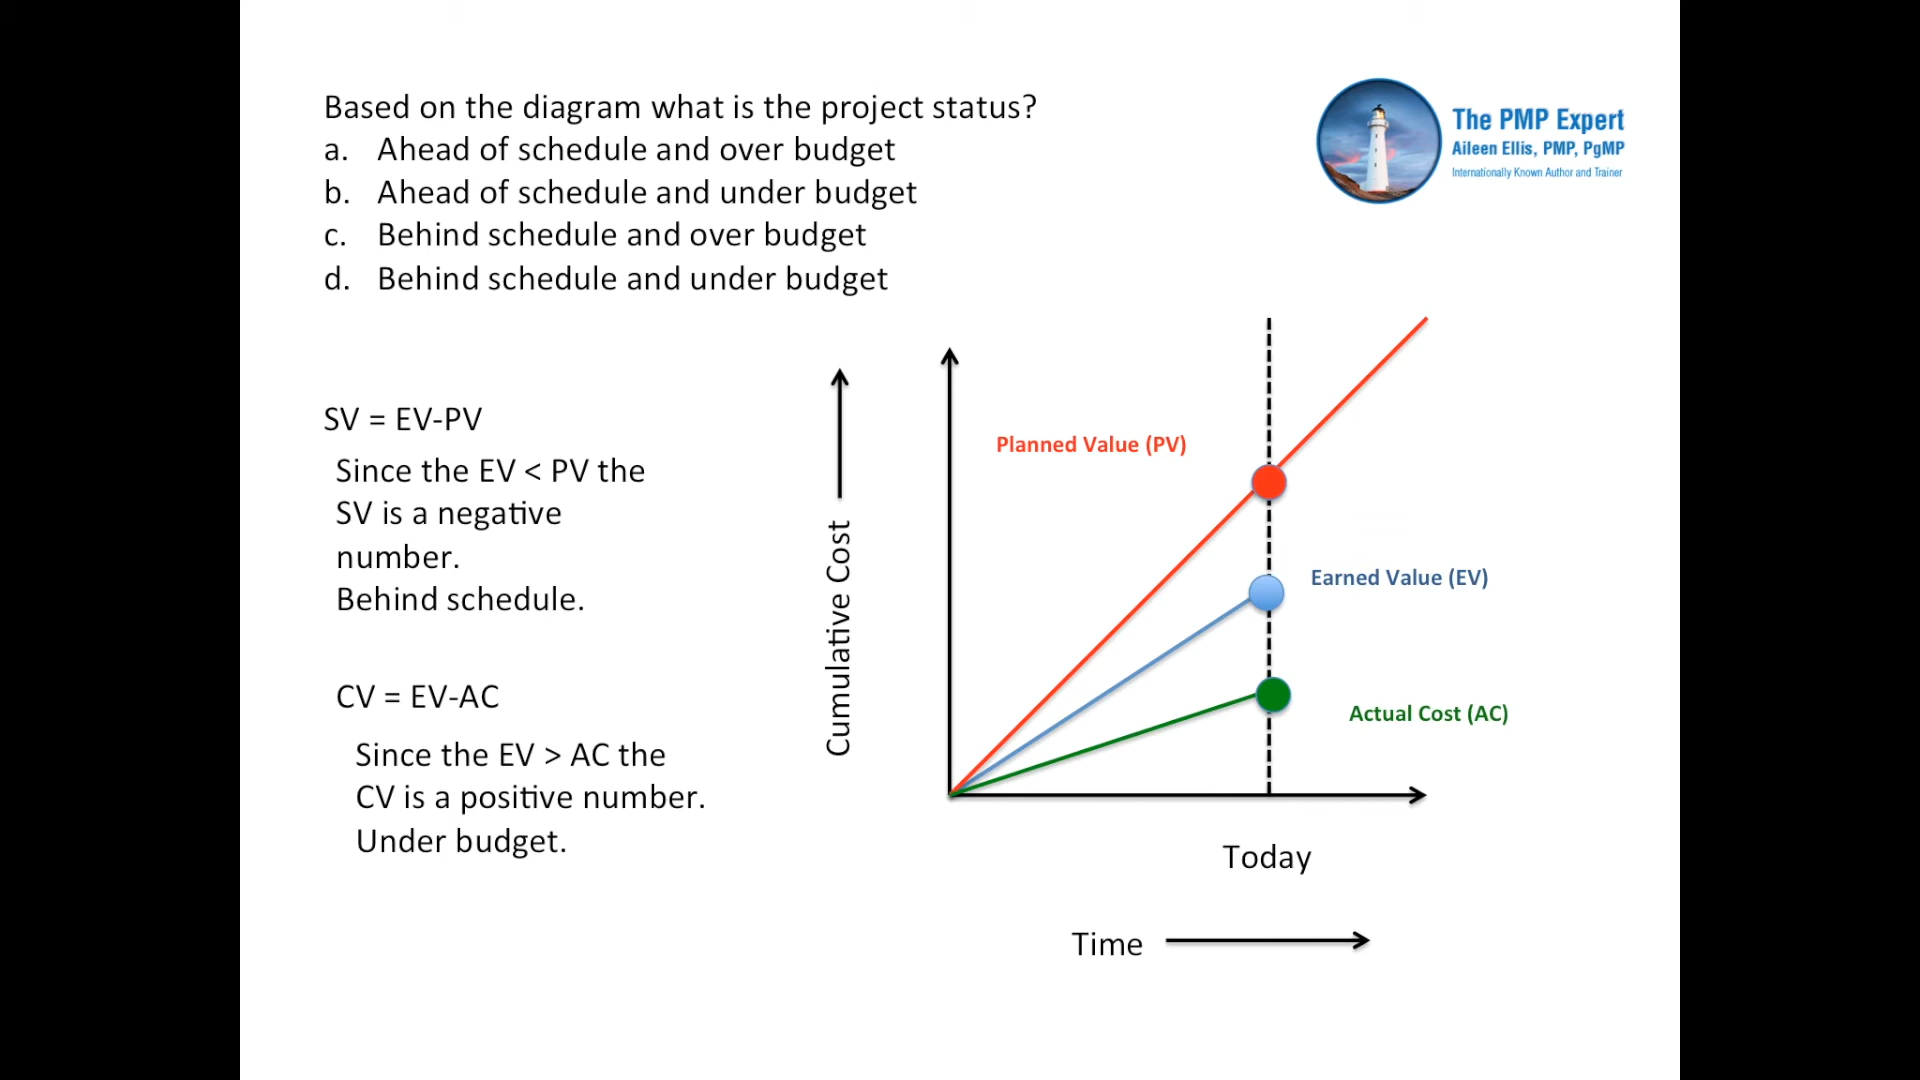 Based on the diagram what is the project status?
a. Ahead of schedule and over budget
b. Ahead of schedule and under budget
c. Behind schedule and over budget
d. Behind schedule and under budget
The PMP Expert
Aileen Ellis, PMP, PgMP
Internationally Known Author and Trainer
SV = EV-PV
Since the EV < PV the
SV is a negative
number.
Behind schedule.
CV = EV-AC
Since the EV > AC the
CV is a positive number.
Under budget.
Cumulative Cost
Planned Value (PV)
Earned Value (EV)
Actual Cost (AC)
Today
Time